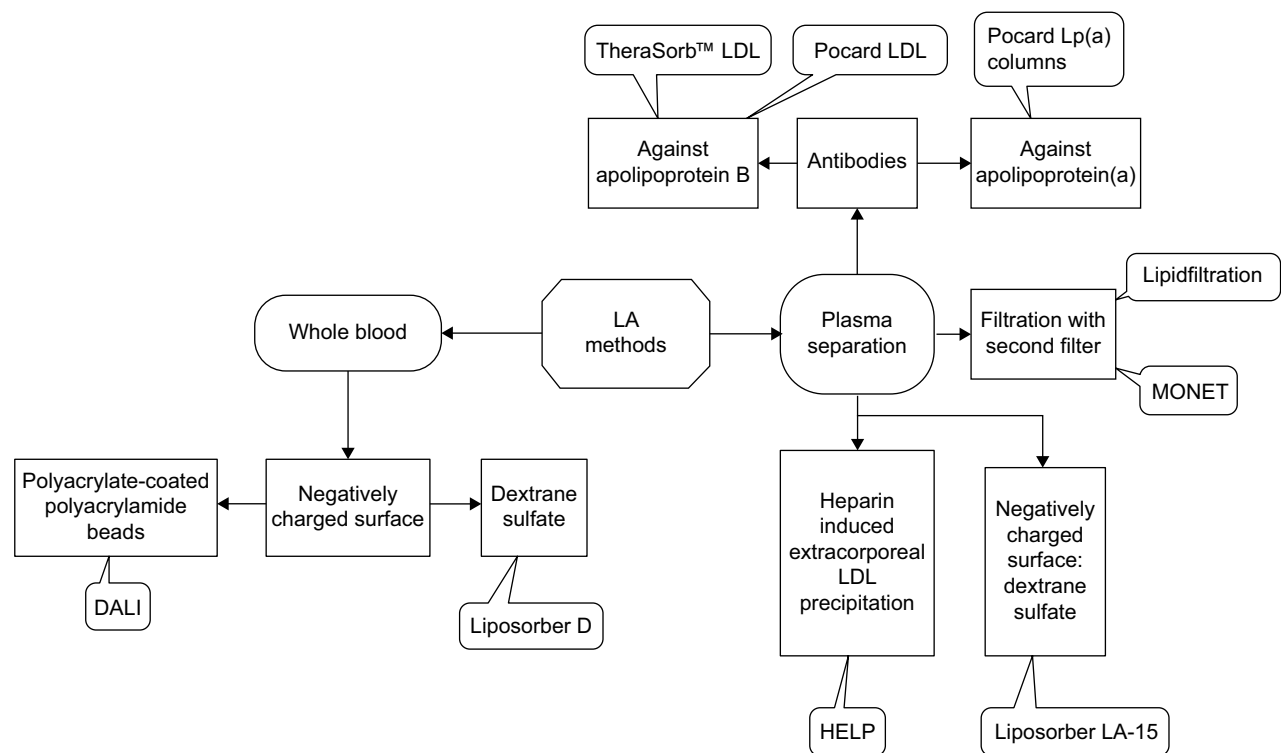 TheraSorb™ LDL
Pocard LDL
Pocard Lp(a)
columns
Against
apolipoprotein B
Antibodies
Against
apolipoprotein(a)
Lipidfiltration
Whole blood
LA
methods
Plasma
separation
Filtration with
second filter
MONET
Polyacrylate-coated
polyacrylamide
beads
Negatively
charged surface
Dextrane
sulfate
Heparin
induced
extracorporeal
LDL
precipitation
Negatively
charged
surface:
dextrane
sulfate
DALI
Liposorber D
HELP
Liposorber LA-15